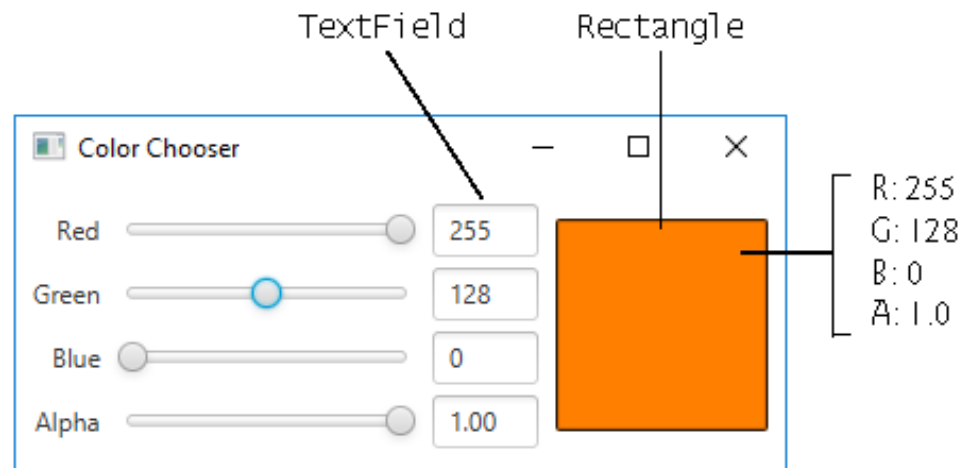 TextField Rectangle
Color Chooser
Red 255
Green 128
Blue 0
Alpha 1.00
R: 255
G: 128
B: 0
A: 1.0